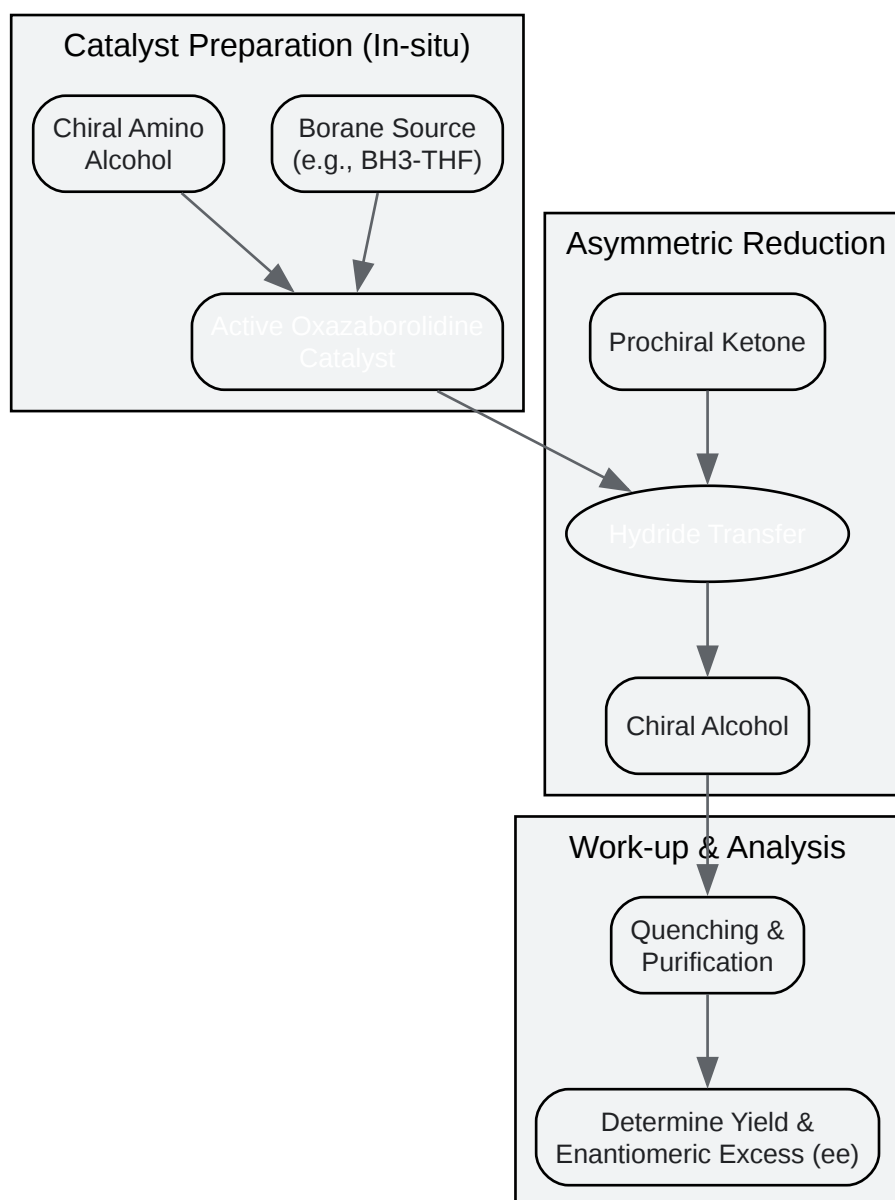 Catalyst Preparation (In-situ)
Chiral Amino
Alcohol
Borane Source
(e.g., BH3-THF)
Active Oxazaborolidine
Catalyst
Asymmetric Reduction
Prochiral Ketone
Hydride Transfer
Chiral Alcohol
Work-up & Analysis
Quenching &
Purification
Determine Yield &
Enantiomeric Excess (ee)